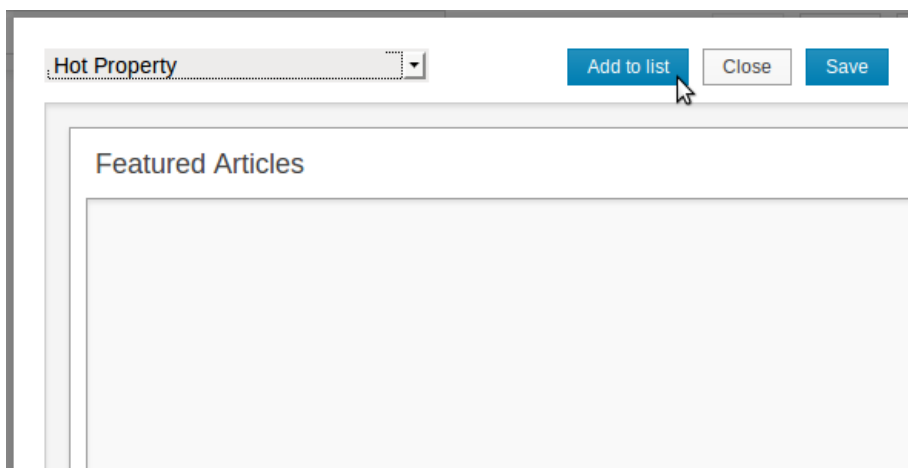 Hot Property
Add to list
Close
Save
Featured Articles